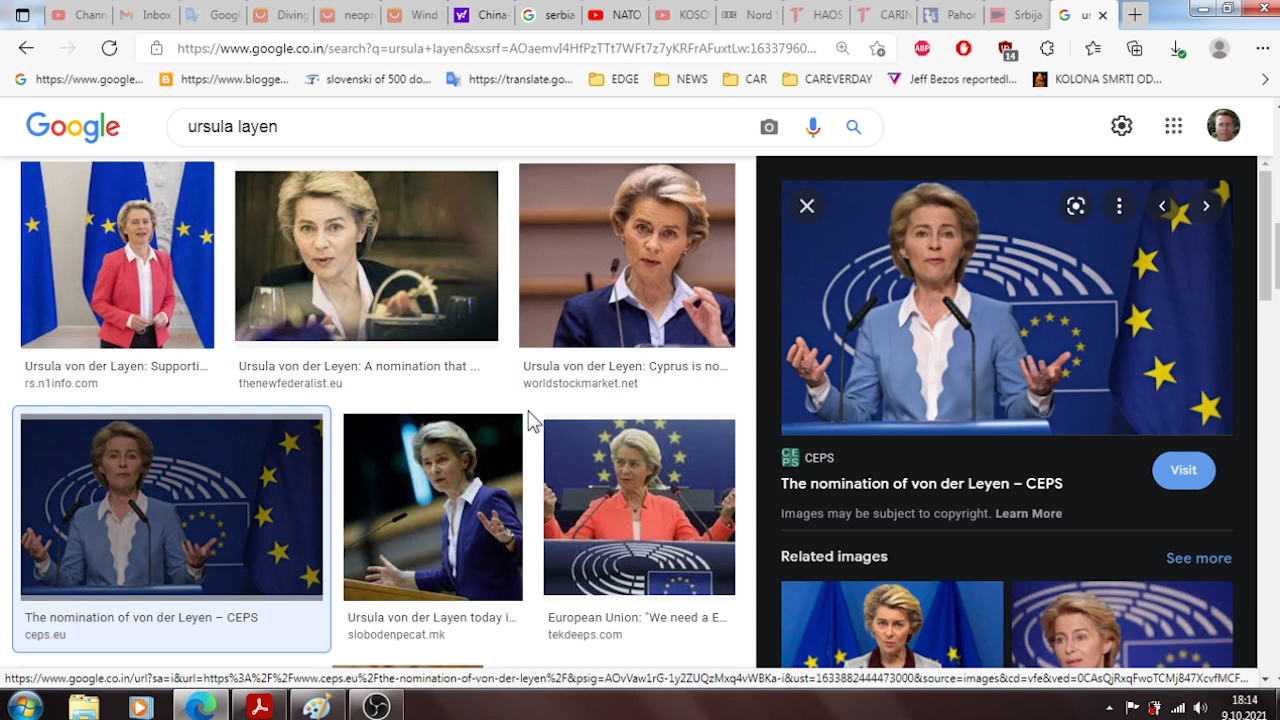 Chann
Inbox
Googl
Diving
neopr
Wind
China
serbia
NATO
KOSO
Nord
HAOS
CARIN
Pahor
Srbija
ur
https://www.google.co.in/search?q=ursula+layen&sxsrf=AOaemvI4HfPzTTt7WFt7z7yKRFrAFuxtLw:16337960...
ABP
14
https://www.google...
https://www.blogge...
slovenski of 500 do...
https://translate.go...
EDGE
NEWS
CAR
CAREVERDAY
Jeff Bezos reportedl...
KOLONA SMRTI OD...
Google
ursula layen
Ursula von der Layen: Supporti...
rs.n1info.com
Ursula von der Leyen: A nomination that ...
thenewfederalist.eu
Ursula von der Leyen: Cyprus is no...
worldstockmarket.net
The nomination of von der Leyen – CEPS
ceps.eu
Ursula von der Layen today i...
slobodenpecat.mk
European Union: "We need a E...
tekdeeps.com
CEPS
CEPS
The nomination of von der Leyen – CEPS
Visit
Images may be subject to copyright. Learn More
Related images
See more
https://www.google.co.in/url?sa=i&url=https%3A%2F%2Fwww.ceps.eu%2Fthe-nomination-of-von-der-leyen%2F&psig=AOvVaw1rG-1y2ZUQzMxq4vWBKa-i&ust=1633882444473000&source=images&cd=vfe&ved=0CAsQjRxqFwoTCMj847XcvfMCF...
18:14
9.10.2021